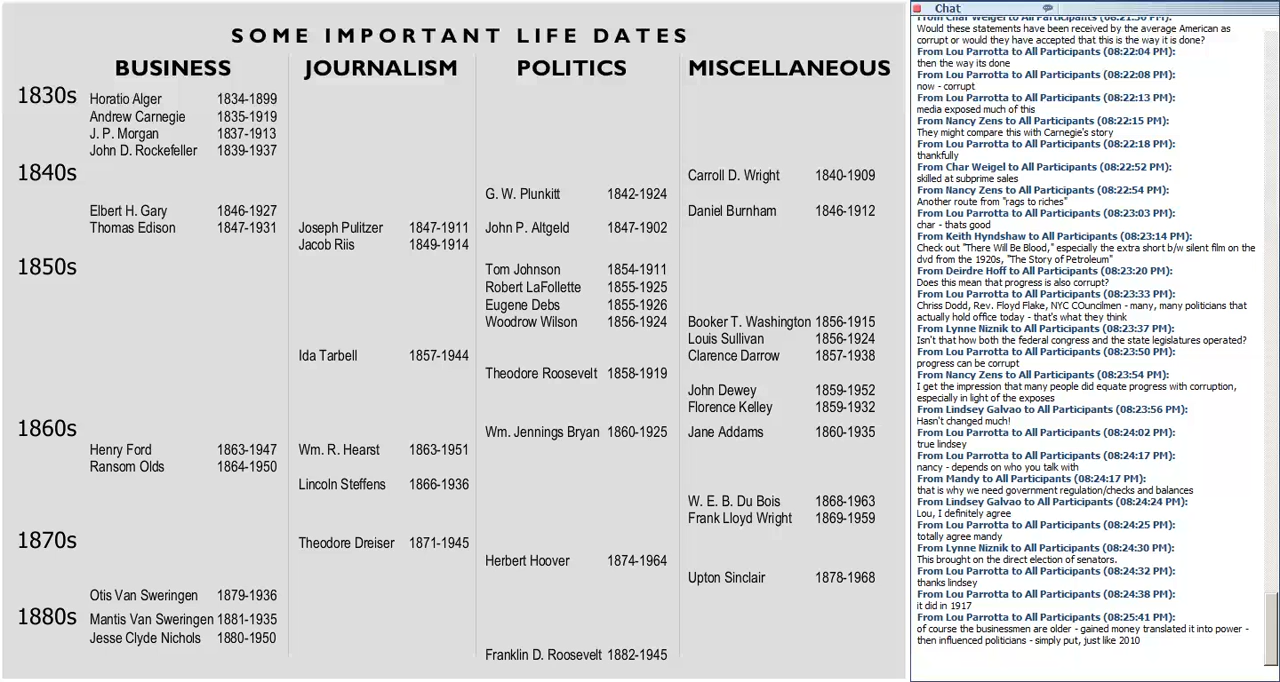 SOME IMPORTANT LIFE DATES
BUSINESS JOURNALISM POLITICS MISCELLANEOUS
1830s
Horatio Alger 1834-1899
Andrew Carnegie 1835-1919
J. P. Morgan 1837-1913
John D. Rockefeller 1839-1937
1840s
Carroll D. Wright 1840-1909
G. W. Plunkitt 1842-1924
Elbert H. Gary 1846-1927 Daniel Burnham 1846-1912
Thomas Edison 1847-1931 Joseph Pulitzer 1847-1911 John P. Altgeld 1847-1902
Jacob Riis 1849-1914
1850s
Tom Johnson 1854-1911
Robert LaFollette 1855-1925
Eugene Debs 1855-1926
Woodrow Wilson 1856-1924 Booker T. Washington 1856-1915
Louis Sullivan 1856-1924
Ida Tarbell 1857-1944 Clarence Darrow 1857-1938
Theodore Roosevelt 1858-1919
John Dewey 1859-1952
Florence Kelley 1859-1932
1860s
Wm. Jennings Bryan 1860-1925 Jane Addams 1860-1935
Henry Ford 1863-1947 Wm. R. Hearst 1863-1951
Ransom Olds 1864-1950
Lincoln Steffens 1866-1936
W. E. B. Du Bois 1868-1963
Frank Lloyd Wright 1869-1959
1870s
Theodore Dreiser 1871-1945
Herbert Hoover 1874-1964
Upton Sinclair 1878-1968
Otis Van Sweringen 1879-1936
1880s
Mantis Van Sweringen 1881-1935
Jesse Clyde Nichols 1880-1950
Franklin D. Roosevelt 1882-1945
Chat
From Char Weigel to All Participants (08:21:50 PM):
Would these statements have been received by the average American as
corrupt or would they have accepted that this is the way it is done?
From Lou Parrotta to All Participants (08:22:04 PM):
then the way its done
From Lou Parrotta to All Participants (08:22:08 PM):
now - corrupt
From Lou Parrotta to All Participants (08:22:13 PM):
media exposed much of this
From Nancy Zens to All Participants (08:22:15 PM):
They might compare this with Carnegie's story
From Lou Parrotta to All Participants (08:22:18 PM):
thankfully
From Char Weigel to All Participants (08:22:52 PM):
skilled at subprime sales
From Nancy Zens to All Participants (08:22:54 PM):
Another route from "rags to riches"
From Lou Parrotta to All Participants (08:23:03 PM):
char - thats good
From Keith Hyndshaw to All Participants (08:23:14 PM):
Check out "There Will Be Blood," especially the extra short b/w silent film on the
dvd from the 1920s, "The Story of Petroleum"
From Deirdre Hoff to All Participants (08:23:20 PM):
Does this mean that progress is also corrupt?
From Lou Parrotta to All Participants (08:23:33 PM):
Chriss Dodd, Rev. Floyd Flake, NYC COuncilmen - many, many politicians that
actually hold office today - that's what they think
From Lynne Niznik to All Participants (08:23:37 PM):
Isn't that how both the federal congress and the state legislatures operated?
From Lou Parrotta to All Participants (08:23:50 PM):
progress can be corrupt
From Nancy Zens to All Participants (08:23:54 PM):
I get the impression that many people did equate progress with corruption,
especially in light of the exposes
From Lindsey Galvao to All Participants (08:23:56 PM):
Hasn't changed much!
From Lou Parrotta to All Participants (08:24:02 PM):
true lindsey
From Lou Parrotta to All Participants (08:24:17 PM):
nancy - depends on who you talk with
From Mandy to All Participants (08:24:17 PM):
that is why we need government regulation/checks and balances
From Lindsey Galvao to All Participants (08:24:24 PM):
Lou, I definitely agree
From Lou Parrotta to All Participants (08:24:25 PM):
totally agree mandy
From Lynne Niznik to All Participants (08:24:30 PM):
This brought on the direct election of senators.
From Lou Parrotta to All Participants (08:24:32 PM):
thanks lindsey
From Lou Parrotta to All Participants (08:24:38 PM):
it did in 1917
From Lou Parrotta to All Participants (08:25:41 PM):
of course the businessmen are older - gained money translated it into power -
then influenced politicians - simply put, just like 2010